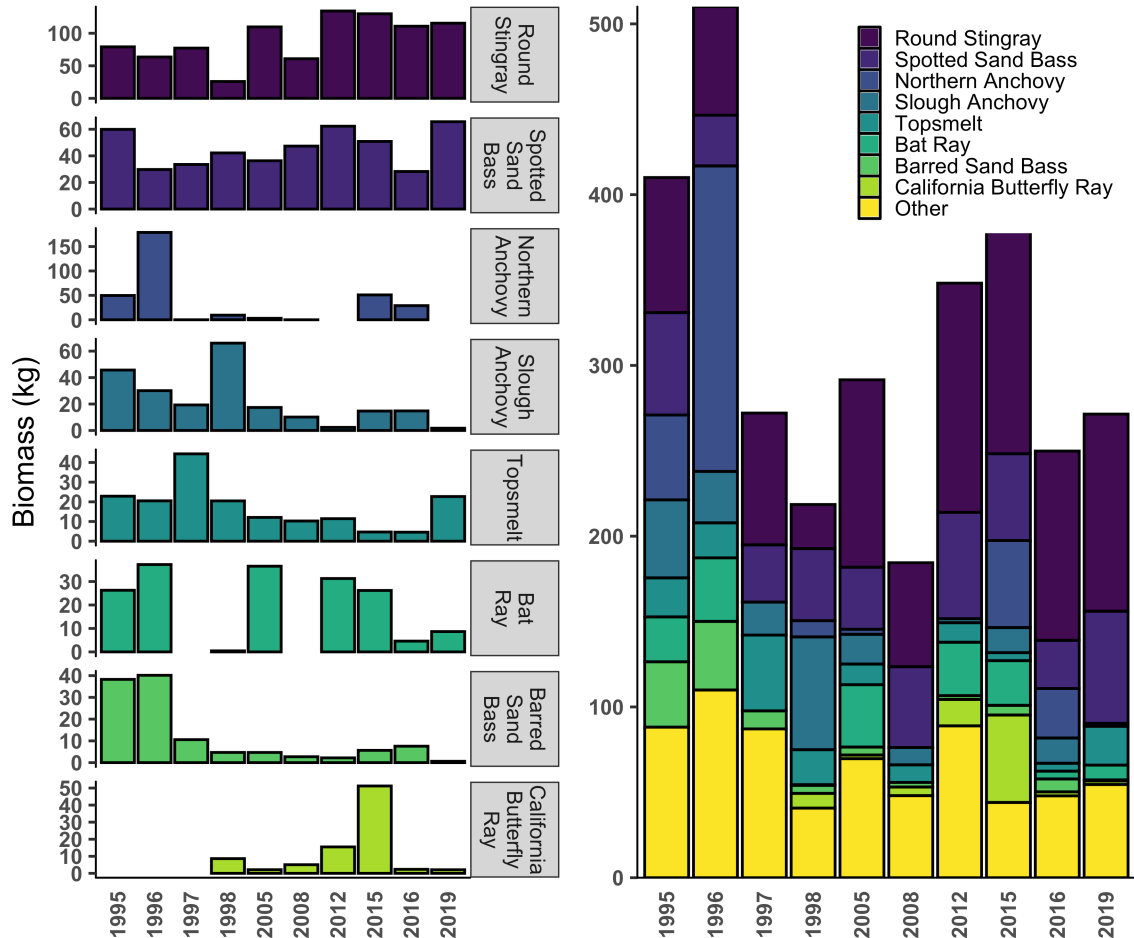 Biomass (kg)
100
50
0
Round
Stingray
60
40
20
0
Spotted
Sand
Bass
150
100
50
0
Northern
Anchovy
60
40
20
0
Slough
Anchovy
40
30
20
10
0
Topsmelt
30
20
10
0
Bat
Ray
40
30
20
10
0
Barred
Sand
Bass
50
40
30
20
10
0
California
Butterfly
Ray
1995 1996 1997 1998 2005 2008 2012 2015 2016 2019
500
400
300
200
100
0
Round Stingray
Spotted Sand Bass
Northern Anchovy
Slough Anchovy
Topsmelt
Bat Ray
Barred Sand Bass
California Butterfly Ray
Other
1995 1996 1997 1998 2005 2008 2012 2015 2016 2019